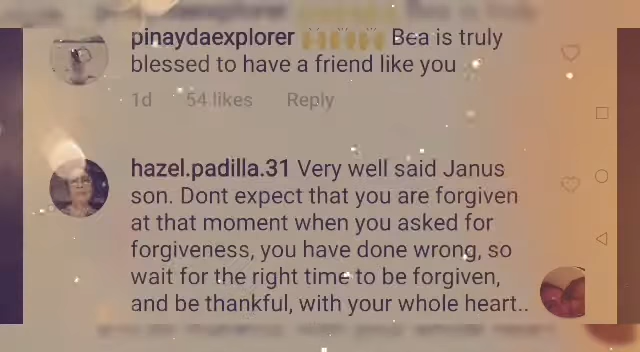 pinaydaexplorer 🙌🙌🙌🙌 Bea is truly
blessed to have a friend like you
1d 54 likes Reply
hazel.padilla.31 Very well said Janus
son. Dont expect that you are forgiven
at that moment when you asked for
forgiveness, you have done wrong, so
wait for the right time to be forgiven,
and be thankful, with your whole heart..